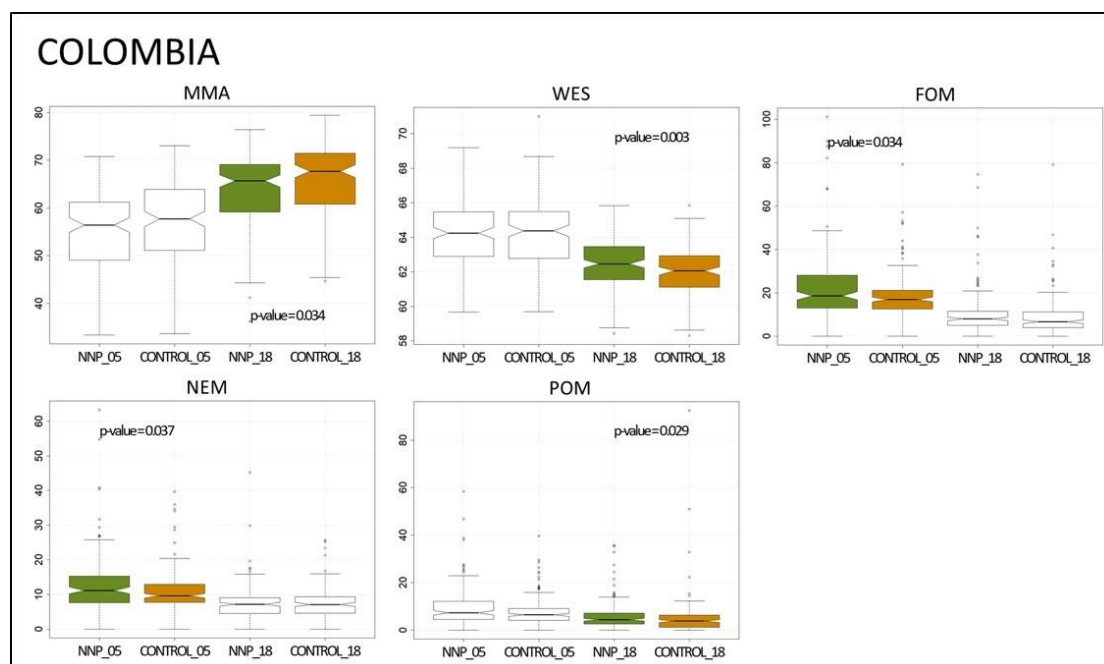 COLOMBIA
MMA
80
70
60
50
40
p-value = 0.034
NNP_05 CONTROL_05 NNP_18 CONTROL_18
WES
70
68
66
64
62
60
58
p-value = 0.003
NNP_05 CONTROL_05 NNP_18 CONTROL_18
FOM
100
80
60
40
20
0
p-value = 0.034
NNP_05 CONTROL_05 NNP_18 CONTROL_18
NEM
60
50
40
30
20
10
0
p-value = 0.037
NNP_05 CONTROL_05 NNP_18 CONTROL_18
POM
80
60
40
20
0
p-value = 0.029
NNP_05 CONTROL_05 NNP_18 CONTROL_18